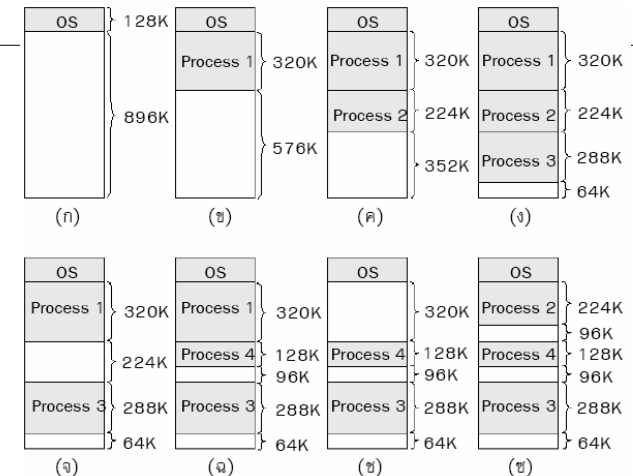 OS 128K OS OS OS
Process 1 320K Process 1 320K Process 1 320K
896K Process 2 224K Process 2 224K
576K 352K Process 3 288K
64K
(ก) (ข) (ค) (ง)
OS OS OS OS
Process 1 320K Process 1 320K 320K Process 2 224K
96K
224K Process 4 128K Process 4 128K Process 4 128K
96K 96K 96K
Process 3 288K Process 3 288K Process 3 288K Process 3 288K
64K 64K 64K 64K
(จ) (ฉ) (ช) (ซ)